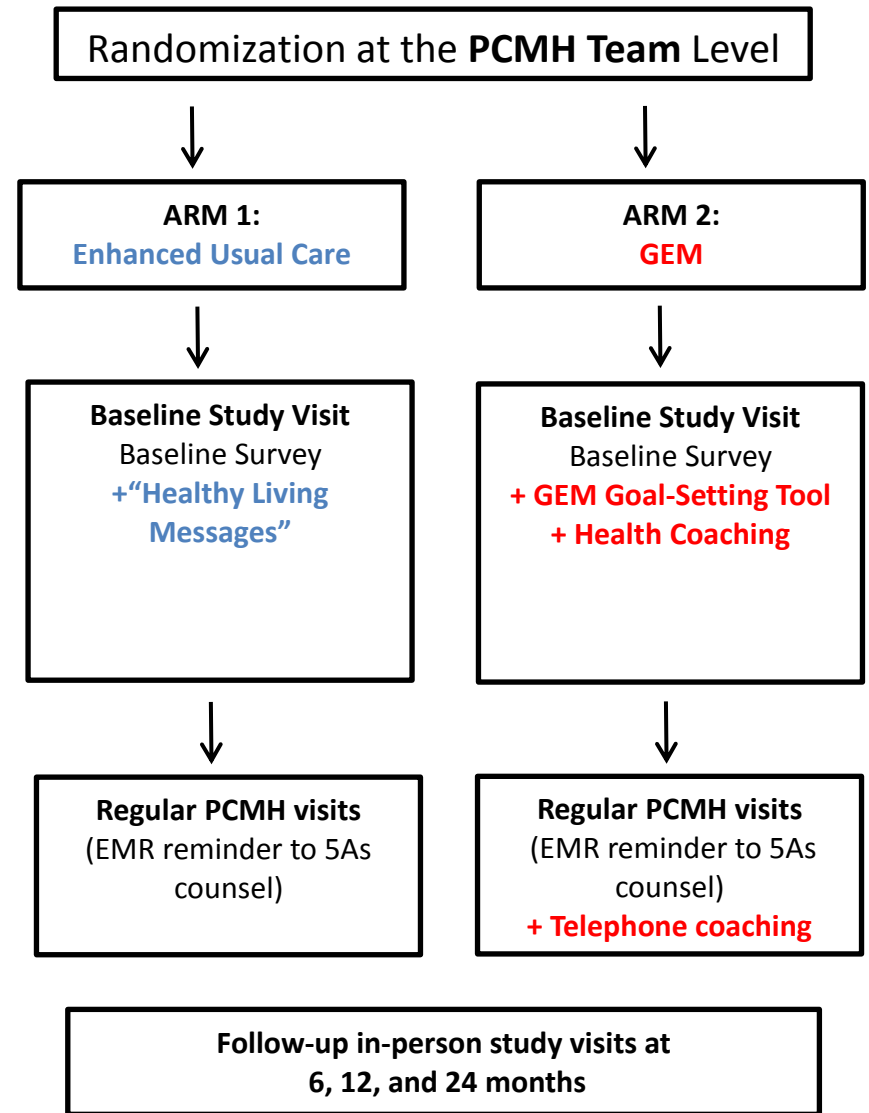 Randomization at the PCMH Team Level
ARM 1:
Enhanced Usual Care
ARM 2:
GEM
Baseline Study Visit
Baseline Survey
+“Healthy Living
Messages”
Baseline Study Visit
Baseline Survey
+ GEM Goal-Setting Tool
+ Health Coaching
Regular PCMH visits
(EMR reminder to 5As
counsel)
Regular PCMH visits
(EMR reminder to 5As
counsel)
+ Telephone coaching
Follow-up in-person study visits at
6, 12, and 24 months